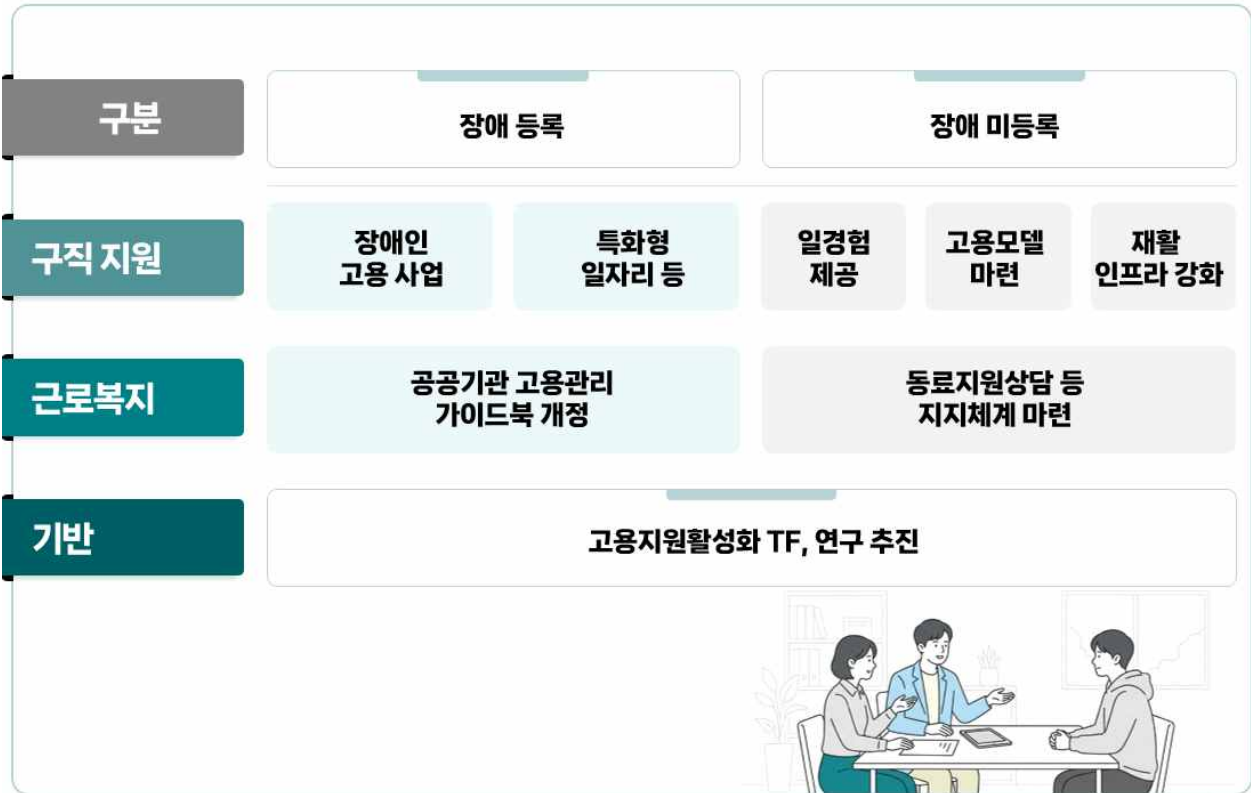 구분
장애 등록
장애 미등록
구직 지원
장애인
고용 사업
특화형
일자리 등
일경험
제공
고용모델
마련
재활
인프라 강화
근로복지
공공기관 고용관리
가이드북 개정
동료지원상담 등
지지체계 마련
기반
고용지원활성화 TF, 연구 추진